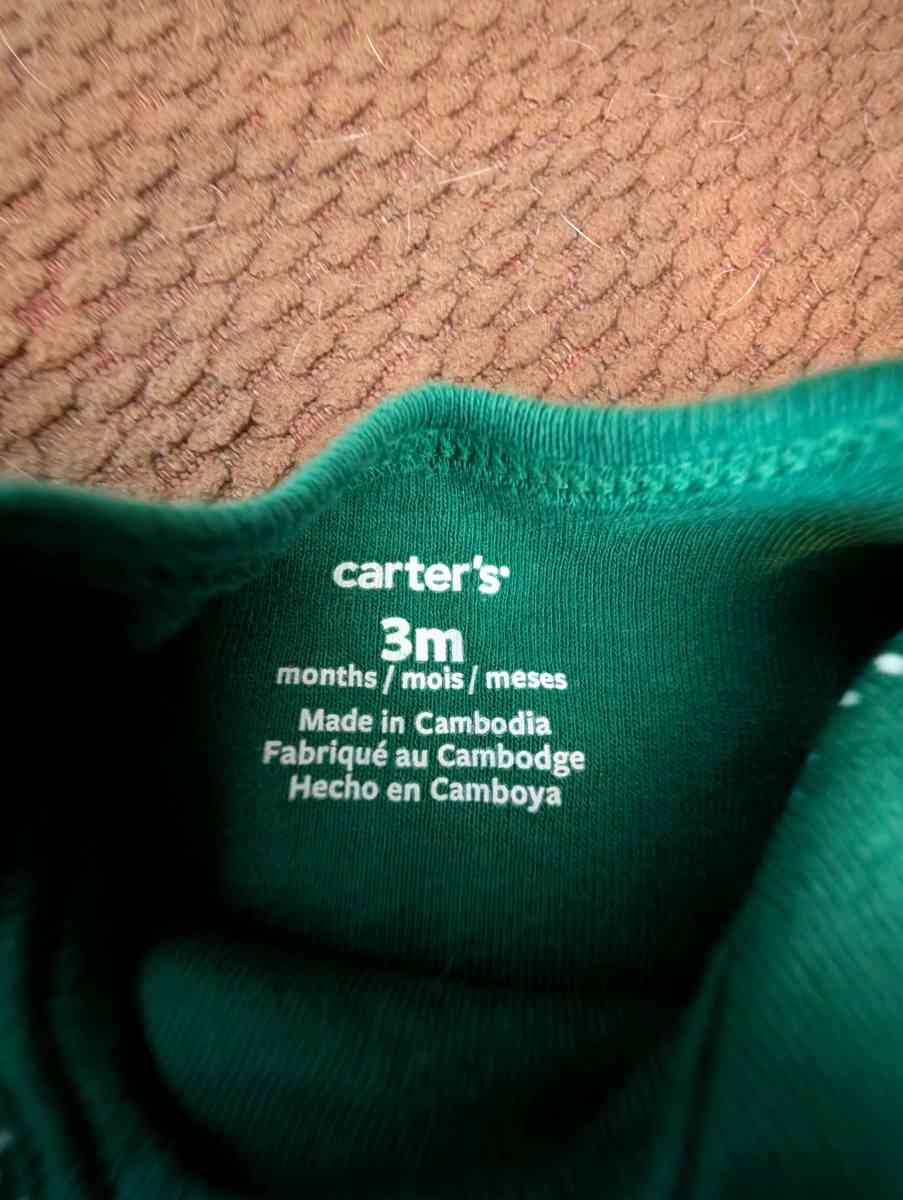 carter's
3m
months / mois / meses
Made in Cambodia
Fabriqué au Cambodge
Hecho en Camboya